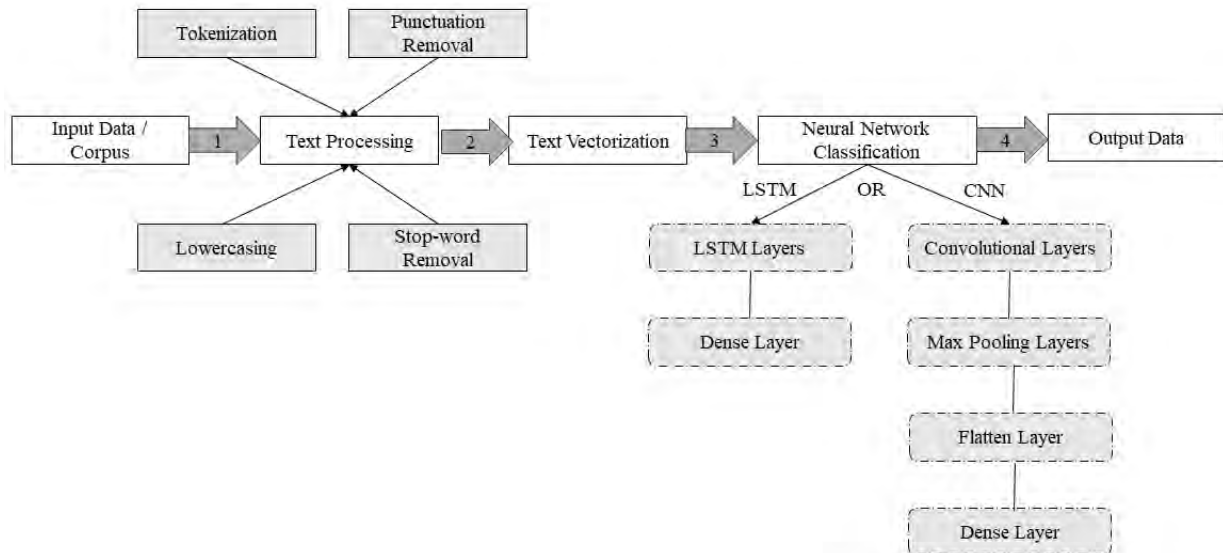 Tokenization
Punctuation
Removal
Input Data /
Corpus
1
Text Processing
2
Text Vectorization
3
Neural Network
Classification
4
Output Data
Lowercasing
Stop-word
Removal
LSTM
OR
CNN
LSTM Layers
Convolutional Layers
Dense Layer
Max Pooling Layers
Flatten Layer
Dense Layer